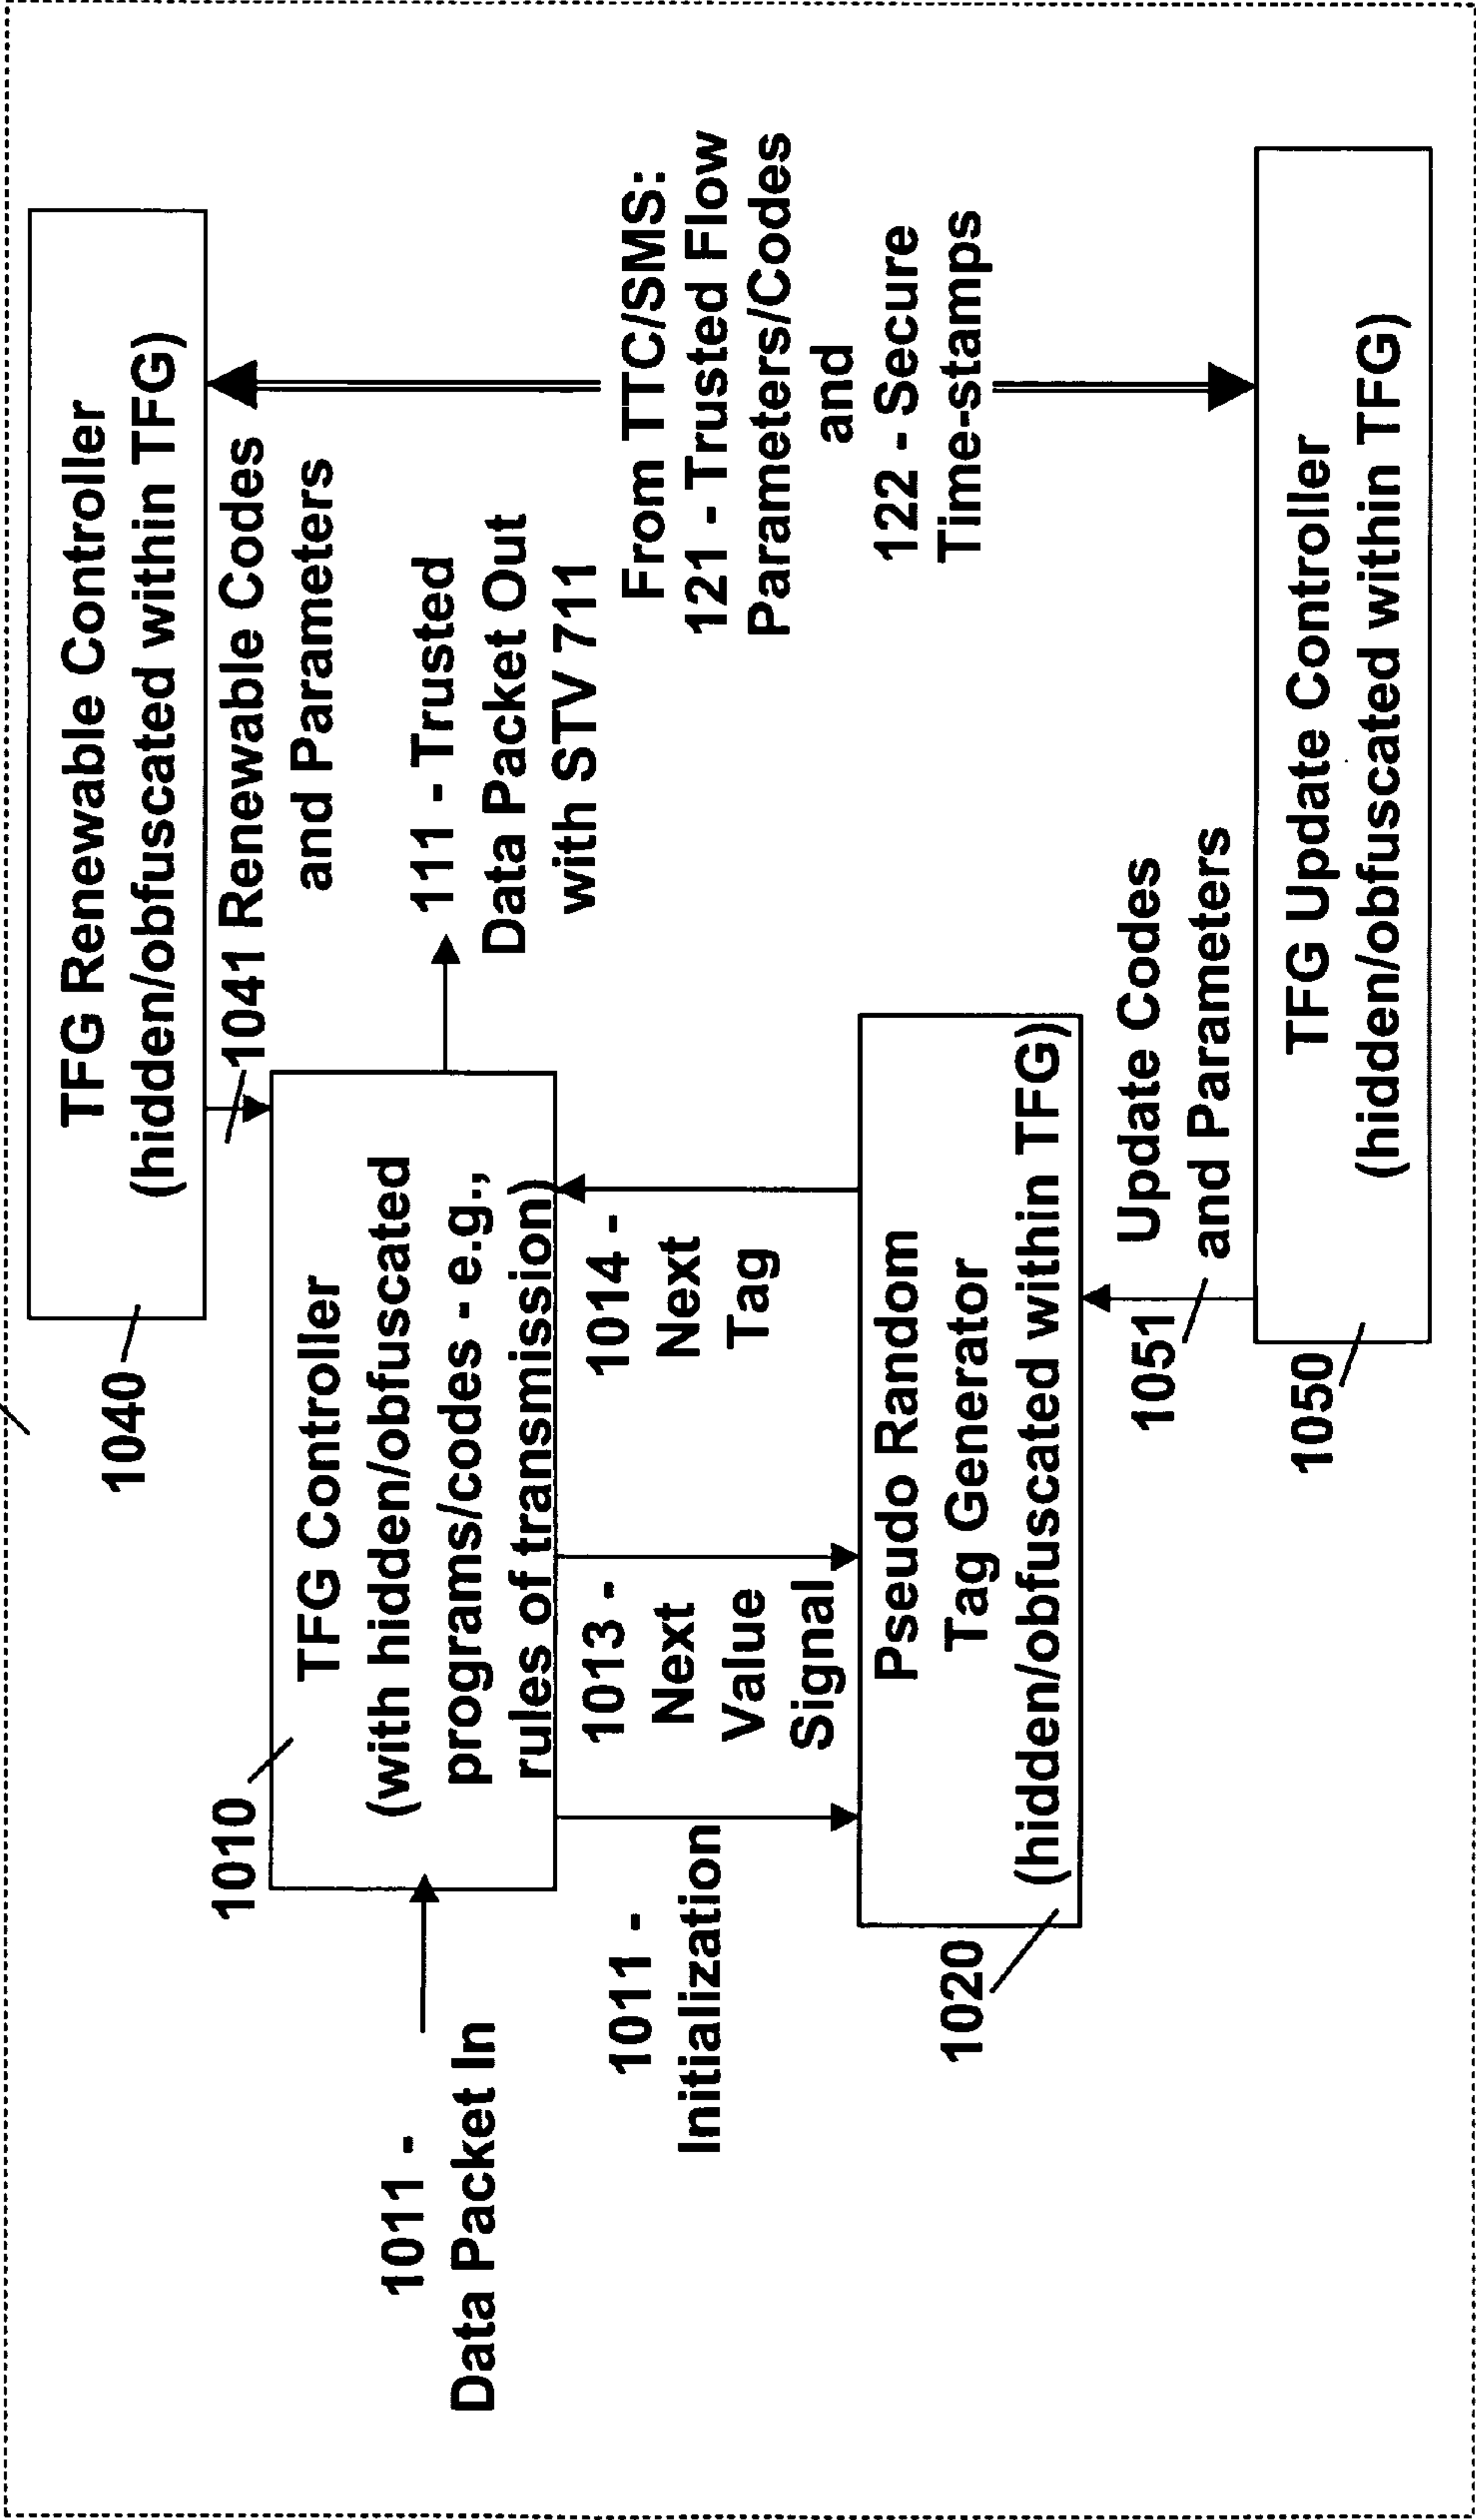 1040
TFG Renewable Controller
(hidden/obfuscated within TFG)
1041 Renewable Codes
and Parameters
1010
TFG Controller
(with hidden/obfuscated
programs/codes - e.g.,
rules of transmission)
1011 -
Data Packet In
111 - Trusted
Data Packet Out
with STV 711
1011 -
Initialization
1013 -
Next
Value
Signal
1014 -
Next
Tag
From TTC/SMS:
121 - Trusted Flow
Parameters/Codes
and
122 - Secure
Time-stamps
1020
Pseudo Random
Tag Generator
(hidden/obfuscated within TFG)
1051
Update Codes
and Parameters
1050
TFG Update Controller
(hidden/obfuscated within TFG)